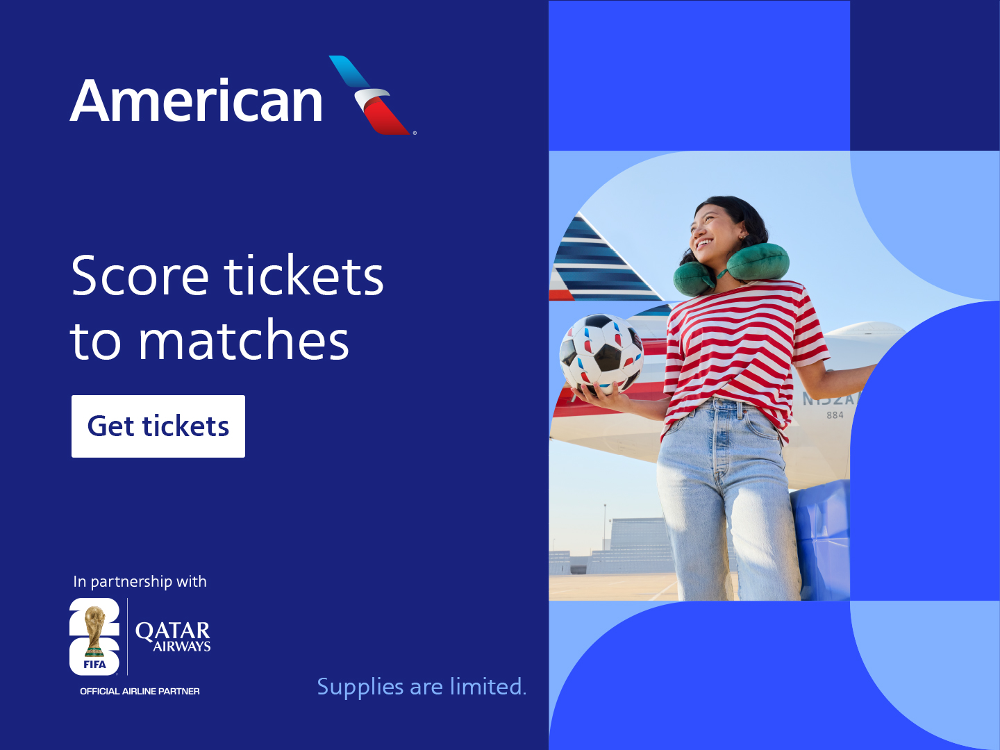 American
Score tickets
to matches
Get tickets
In partnership with
FIFA
QATAR
AIRWAYS
OFFICIAL AIRLINE PARTNER
Supplies are limited.
884